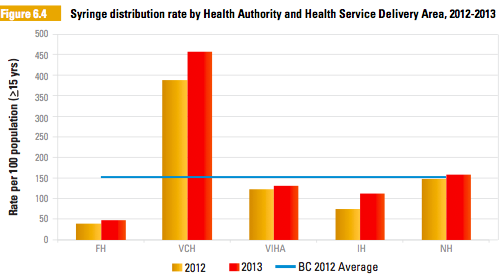 Figure 6.4 Syringe distribution rate by Health Authority and Health Service Delivery Area, 2012-2013
Rate per 100 population (≥15 yrs)
500
450
400
350
300
250
200
150
100
50
0
FH VCH VIHA IH NH
2012 2013 BC 2012 Average